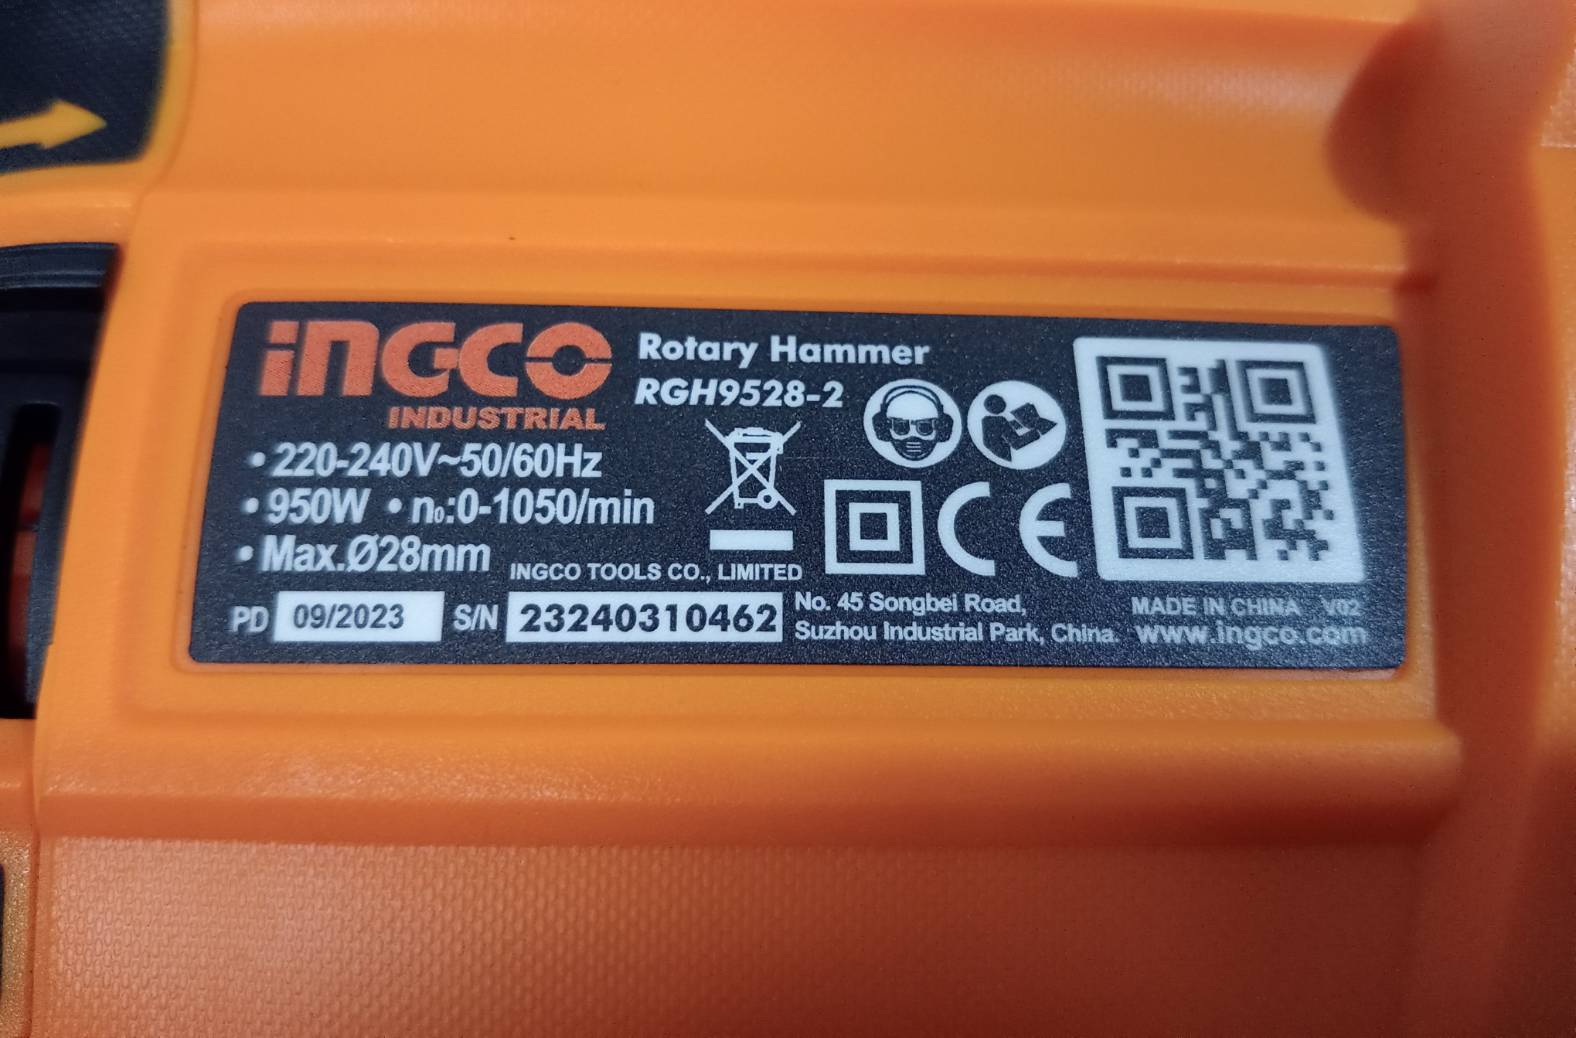 INGCO
INDUSTRIAL
Rotary Hammer
RGH9528-2
• 220-240V~50/60Hz
• 950W • n₀:0-1050/min
• Max.Ø28mm
INGCO TOOLS CO., LIMITED
PD 09/2023 S/N 23240310462
No. 45 Songbei Road,
Suzhou Industrial Park, China.
CE
MADE IN CHINA V02
www.ingco.com